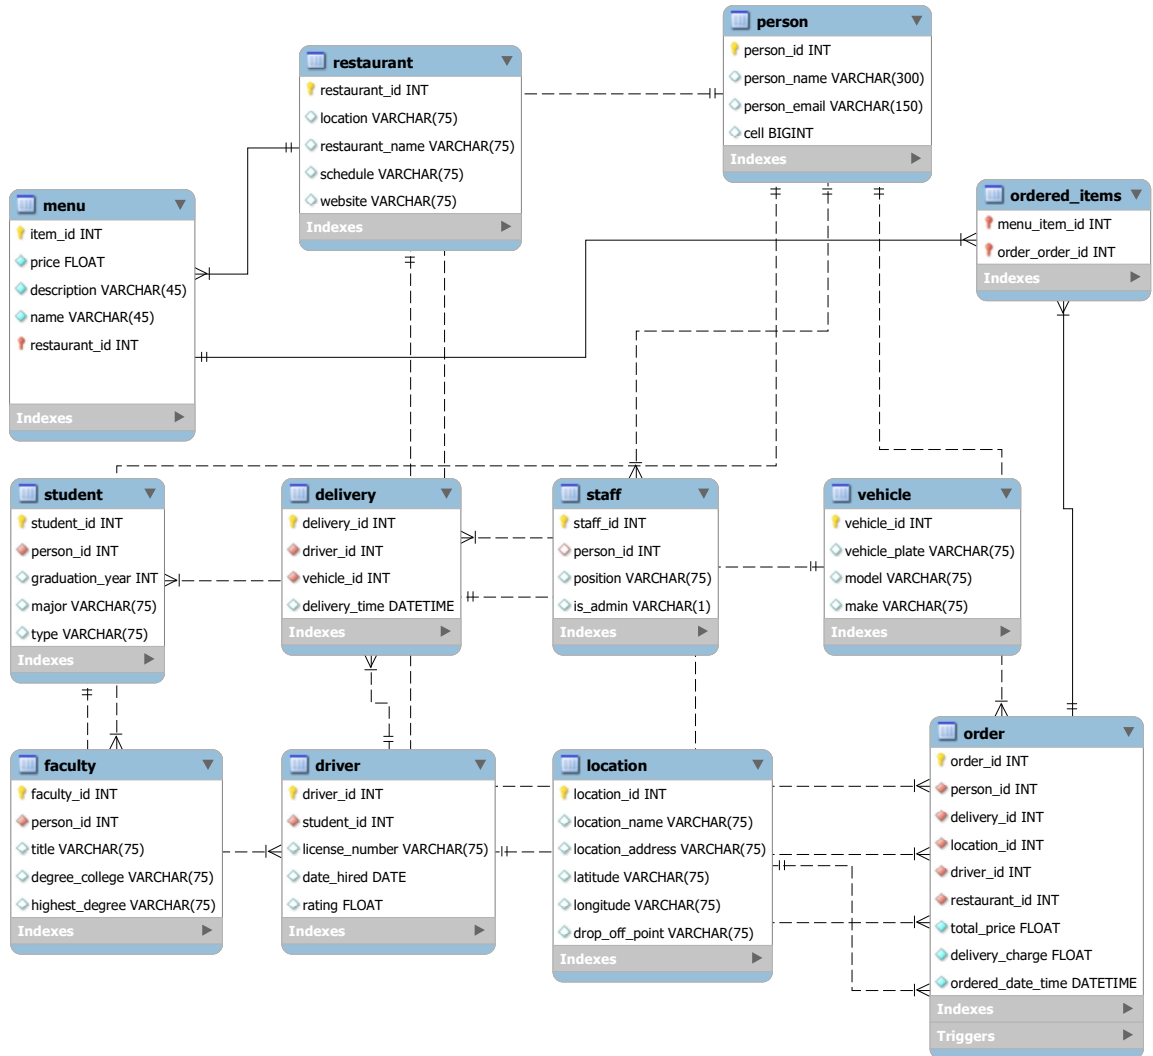 person
person_id INT
person_name VARCHAR(300)
person_email VARCHAR(150)
cell BIGINT
Indexes
restaurant
restaurant_id INT
location VARCHAR(75)
restaurant_name VARCHAR(75)
schedule VARCHAR(75)
website VARCHAR(75)
Indexes
menu
item_id INT
price FLOAT
description VARCHAR(45)
name VARCHAR(45)
restaurant_id INT
Indexes
ordered_items
menu_item_id INT
order_order_id INT
Indexes
student
student_id INT
person_id INT
graduation_year INT
major VARCHAR(75)
type VARCHAR(75)
Indexes
delivery
delivery_id INT
driver_id INT
vehicle_id INT
delivery_time DATETIME
Indexes
staff
staff_id INT
person_id INT
position VARCHAR(75)
is_admin VARCHAR(1)
Indexes
vehicle
vehicle_id INT
vehicle_plate VARCHAR(75)
model VARCHAR(75)
make VARCHAR(75)
Indexes
faculty
faculty_id INT
person_id INT
title VARCHAR(75)
degree_college VARCHAR(75)
highest_degree VARCHAR(75)
Indexes
driver
driver_id INT
student_id INT
license_number VARCHAR(75)
date_hired DATE
rating FLOAT
Indexes
location
location_id INT
location_name VARCHAR(75)
location_address VARCHAR(75)
latitude VARCHAR(75)
longitude VARCHAR(75)
drop_off_point VARCHAR(75)
Indexes
order
order_id INT
person_id INT
delivery_id INT
location_id INT
driver_id INT
restaurant_id INT
total_price FLOAT
delivery_charge FLOAT
ordered_date_time DATETIME
Indexes
Triggers